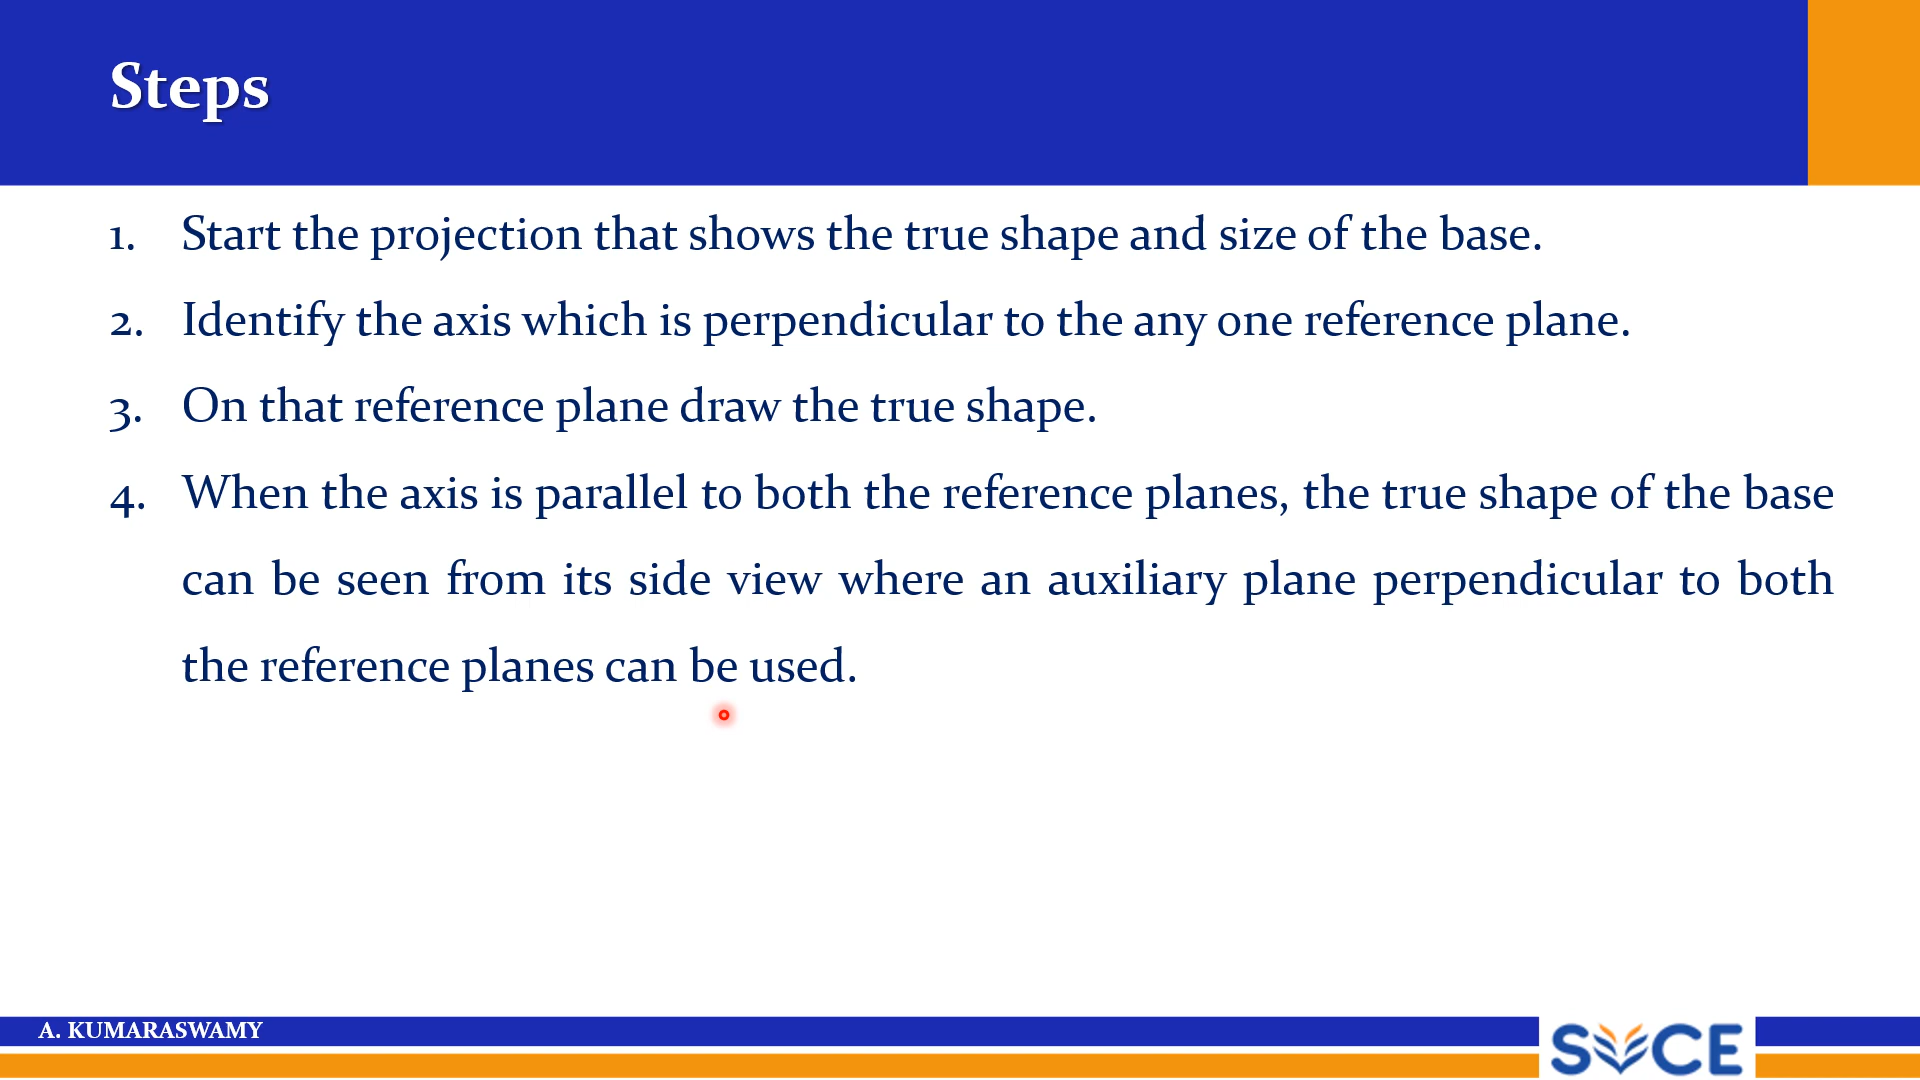 Steps
1. Start the projection that shows the true shape and size of the base.
2. Identify the axis which is perpendicular to the any one reference plane.
3. On that reference plane draw the true shape.
4. When the axis is parallel to both the reference planes, the true shape of the base
can be seen from its side view where an auxiliary plane perpendicular to both
the reference planes can be used.
A. KUMARASWAMY
SVCE